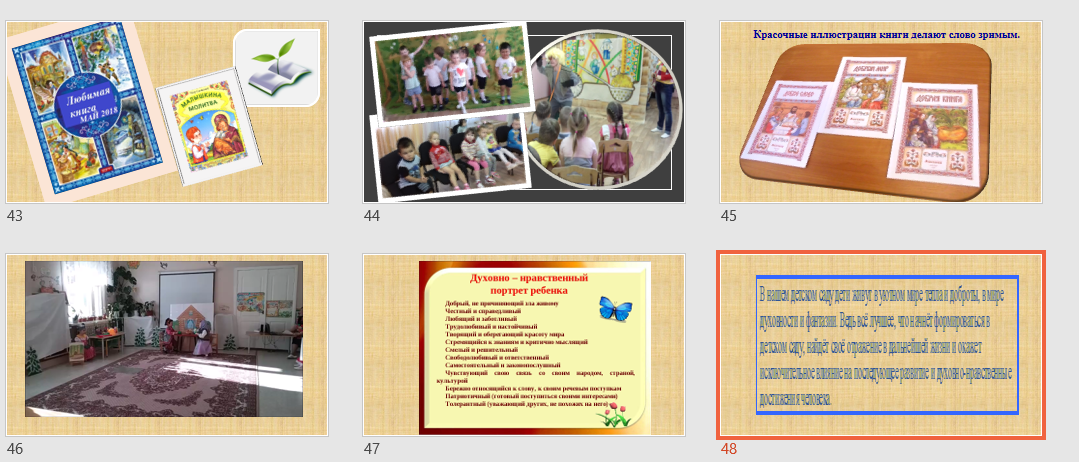 Любимая
книга
МАЙ 2018
МАЛЫШКИНА
МОЛИТВА
43
44
Красочные иллюстрации книги делают слово зримым.
ДОБРЫЙ МИР
ДОБРАЯ КНИГА
45
46
Духовно – нравственный
портрет ребенка
Добрый, не причиняющий зла живому
Честный и справедливый
Любящий и заботливый
Трудолюбивый и настойчивый
Творящий и оберегающий красоту мира
Стремящийся к знаниям и критично мыслящий
Смелый и решительный
Свободолюбивый и ответственный
Самостоятельный и законопослушный
Чувствующий свою связь со своим народом, страной,
культурой
Бережно относящийся к слову, к своим речевым поступкам
Патриотичный (готовый поступиться своими интересами)
Толерантный (уважающий других, не похожих на него)
47
В нашем детском саду дети живут в уютном мире тепла и доброты, в мире
духовности и фантазии. Ведь всё лучшее, что начнёт формироваться в
детском саду, найдёт своё отражение в дальнейшей жизни и окажет
исключительное влияние на последующее развитие и духовно-нравственные
достижения человека.
48